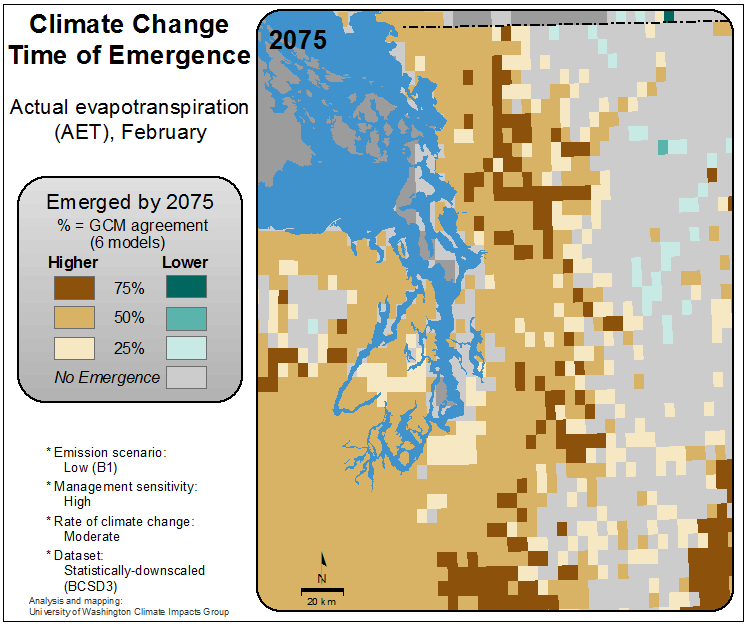 Climate Change
Time of Emergence
Actual evapotranspiration
(AET), February
Emerged by 2075
% = GCM agreement
(6 models)
Higher Lower
75%
50%
25%
No Emergence
* Emission scenario:
Low (B1)
* Management sensitivity:
High
* Rate of climate change:
Moderate
* Dataset:
Statistically-downscaled
(BCSD3)
Analysis and mapping:
University of Washington Climate Impacts Group
2075
N
20 km